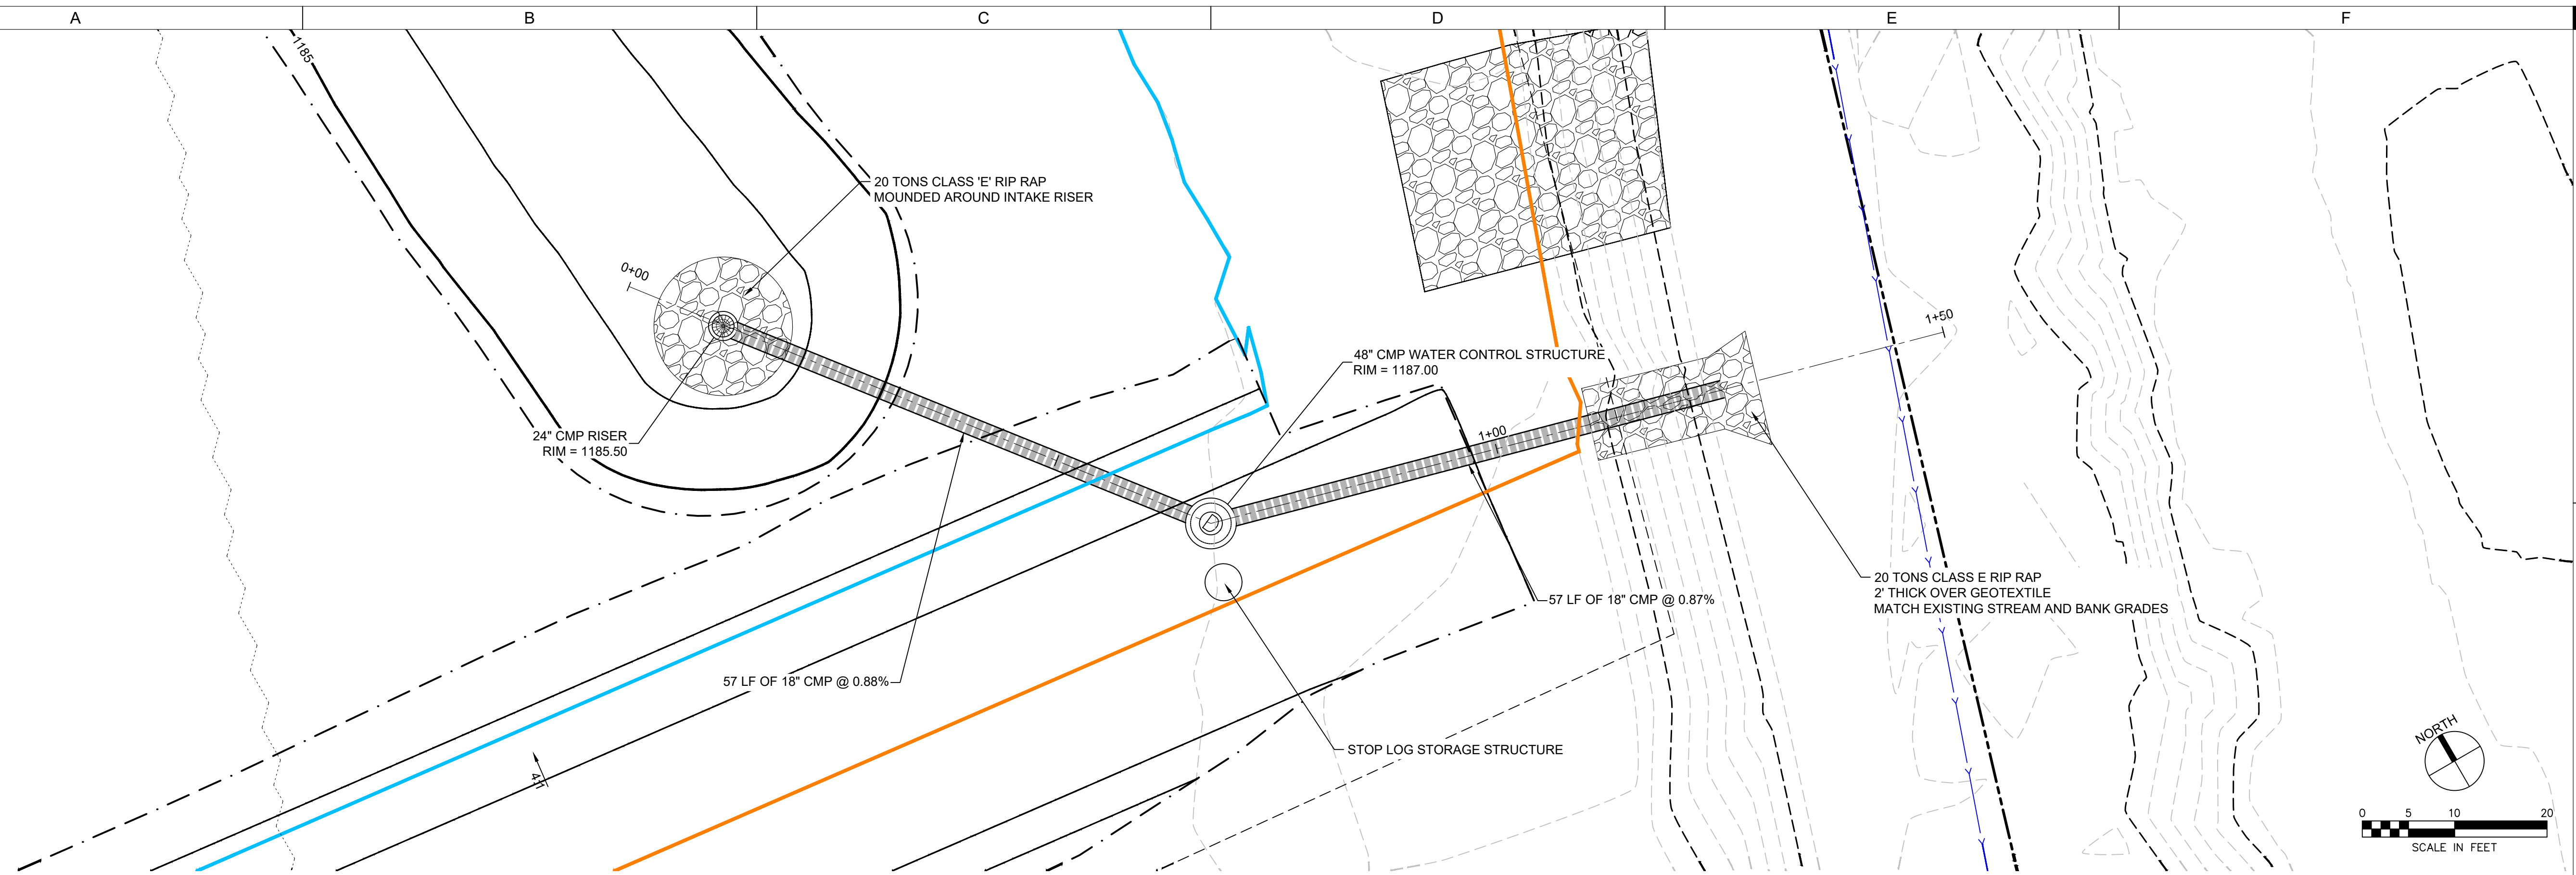 A
B
C
D
E
F
1185
20 TONS CLASS 'E' RIP RAP
MOUNDED AROUND INTAKE RISER
0+00
1+50
48" CMP WATER CONTROL STRUCTURE
RIM = 1187.00
24" CMP RISER
RIM = 1185.50
1+00
20 TONS CLASS E RIP RAP
2' THICK OVER GEOTEXTILE
MATCH EXISTING STREAM AND BANK GRADES
57 LF OF 18" CMP @ 0.87%
57 LF OF 18" CMP @ 0.88%
STOP LOG STORAGE STRUCTURE
4:1
NORTH
0 5 10 20
SCALE IN FEET